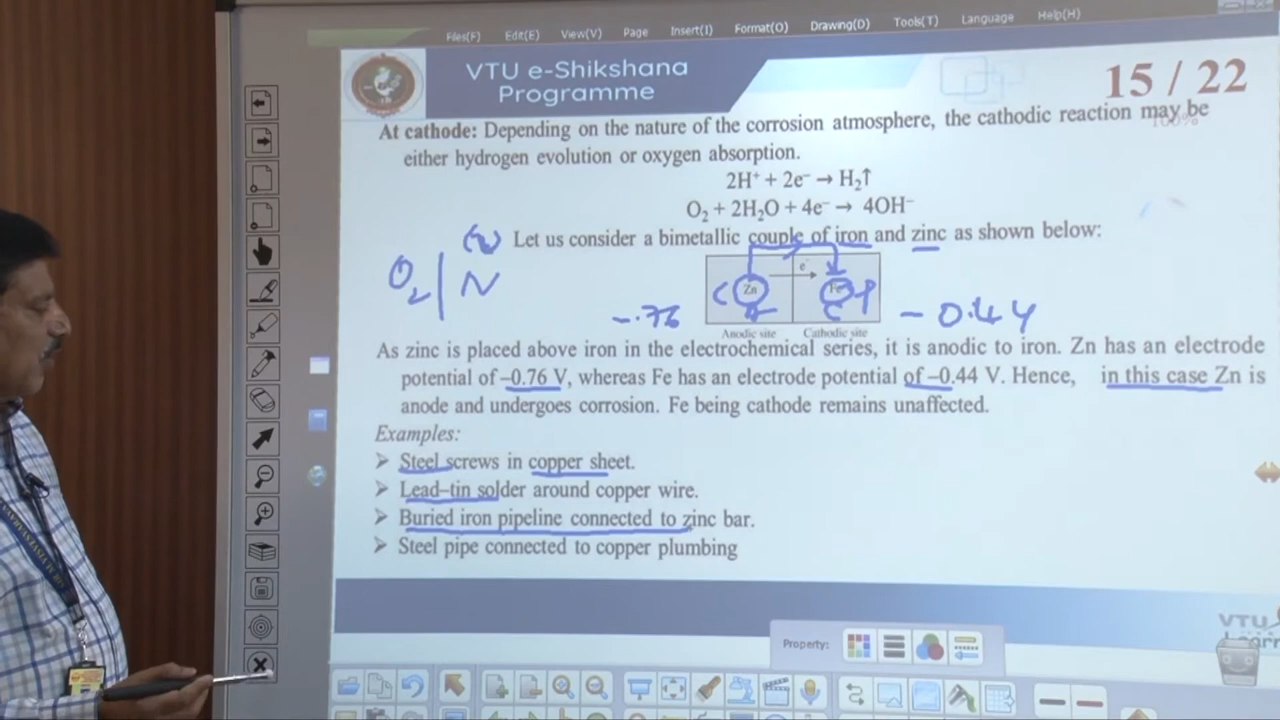 Files(F) Edit(E) View(V) Page Insert(I) Format(O) Drawing(D) Tools(T) Language Help(H)
VTU e-Shikshana
Programme
15 / 22
100%
At cathode: Depending on the nature of the corrosion atmosphere, the cathodic reaction may be
either hydrogen evolution or oxygen absorption.
2H⁺ + 2e⁻ → H₂↑
O₂ + 2H₂O + 4e⁻ → 4OH⁻
Let us consider a bimetallic couple of iron and zinc as shown below:
O₂ | N
e⁻
Zn Fe
-.76
- 0.44
Anodic site Cathodic site
As zinc is placed above iron in the electrochemical series, it is anodic to iron. Zn has an electrode
potential of –0.76 V, whereas Fe has an electrode potential of –0.44 V. Hence, in this case Zn is
anode and undergoes corrosion. Fe being cathode remains unaffected.
Examples:
➢ Steel screws in copper sheet.
➢ Lead–tin solder around copper wire.
➢ Buried iron pipeline connected to zinc bar.
➢ Steel pipe connected to copper plumbing
VTU
Property: